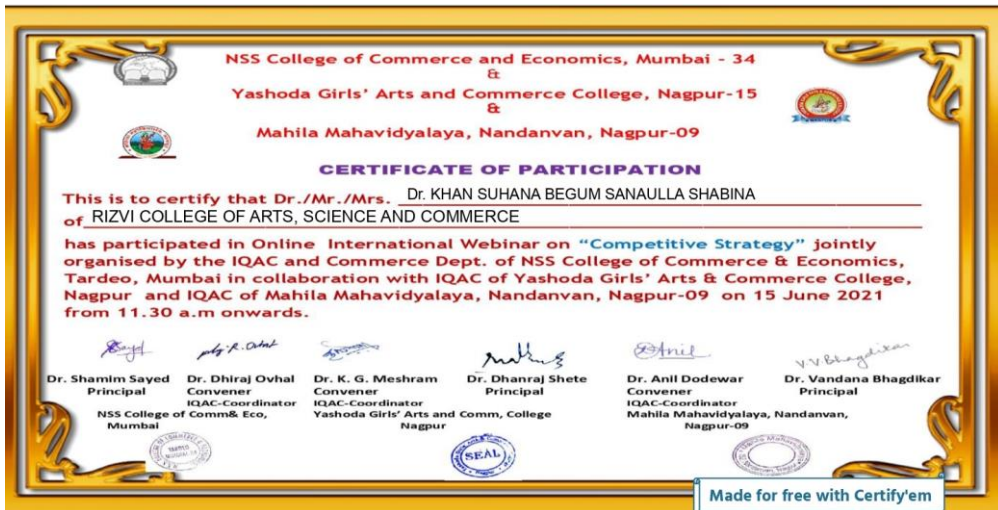 NSS College of Commerce and Economics, Mumbai - 34
&
Yashoda Girls' Arts and Commerce College, Nagpur-15
&
Mahila Mahavidyalaya, Nandanvan, Nagpur-09
CERTIFICATE OF PARTICIPATION
This is to certify that Dr./Mr./Mrs. Dr. KHAN SUHANA BEGUM SANAULLA SHABINA
of RIZVI COLLEGE OF ARTS, SCIENCE AND COMMERCE
has participated in Online International Webinar on “Competitive Strategy” jointly
organised by the IQAC and Commerce Dept. of NSS College of Commerce & Economics,
Tardeo, Mumbai in collaboration with IQAC of Yashoda Girls' Arts & Commerce College,
Nagpur and IQAC of Mahila Mahavidyalaya, Nandanvan, Nagpur-09 on 15 June 2021
from 11.30 a.m onwards.
V V Bhagdikar
Dr. Shamim Sayed Dr. Dhiraj Ovhal Dr. K. G. Meshram Dr. Dhanraj Shete Dr. Anil Dodewar Dr. Vandana Bhagdikar
Principal Convener Convener Principal Convener Principal
IQAC-Coordinator IQAC-Coordinator IQAC-Coordinator
NSS College of Comm& Eco, Yashoda Girls' Arts and Comm, College Mahila Mahavidyalaya, Nandanvan,
Mumbai Nagpur Nagpur-09
SEAL
Made for free with Certify'em